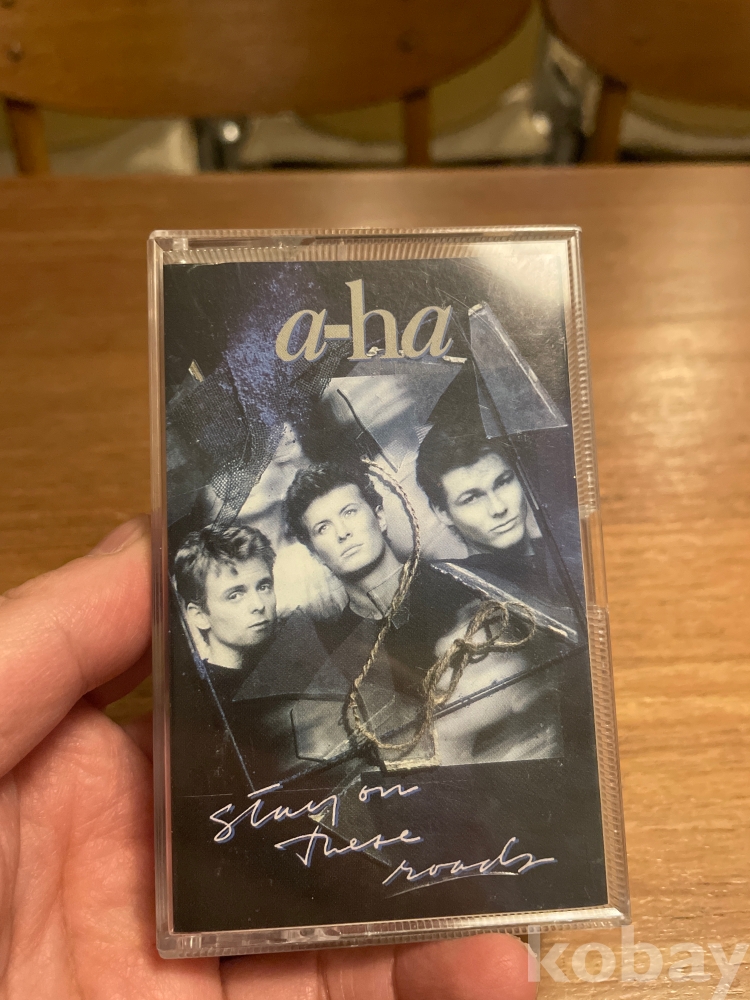 a-ha
stay on
these
roads
kobay